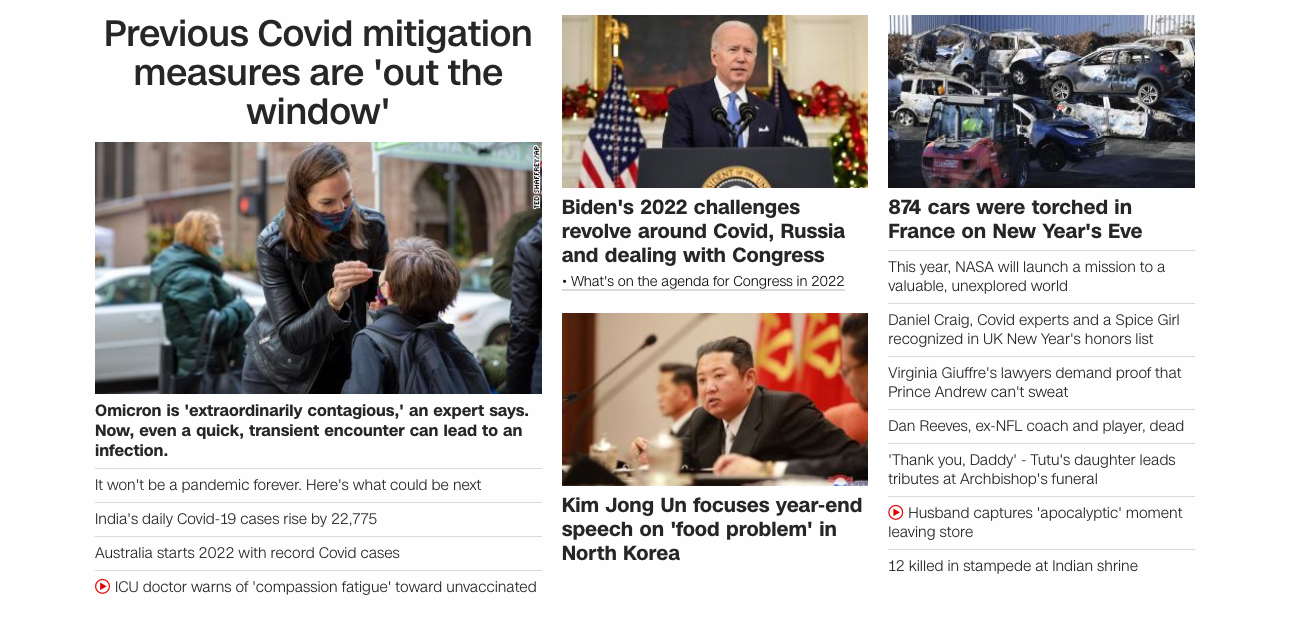 Previous Covid mitigation
measures are 'out the
window'
TED SHAFFREY/AP
Omicron is 'extraordinarily contagious,' an expert says.
Now, even a quick, transient encounter can lead to an
infection.
It won't be a pandemic forever. Here's what could be next
India's daily Covid-19 cases rise by 22,775
Australia starts 2022 with record Covid cases
ICU doctor warns of 'compassion fatigue' toward unvaccinated
PRESIDENT OF THE UN
Biden's 2022 challenges
revolve around Covid, Russia
and dealing with Congress
• What's on the agenda for Congress in 2022
Kim Jong Un focuses year-end
speech on 'food problem' in
North Korea
874 cars were torched in
France on New Year's Eve
This year, NASA will launch a mission to a
valuable, unexplored world
Daniel Craig, Covid experts and a Spice Girl
recognized in UK New Year's honors list
Virginia Giuffre's lawyers demand proof that
Prince Andrew can't sweat
Dan Reeves, ex-NFL coach and player, dead
'Thank you, Daddy' - Tutu's daughter leads
tributes at Archbishop's funeral
Husband captures 'apocalyptic' moment
leaving store
12 killed in stampede at Indian shrine